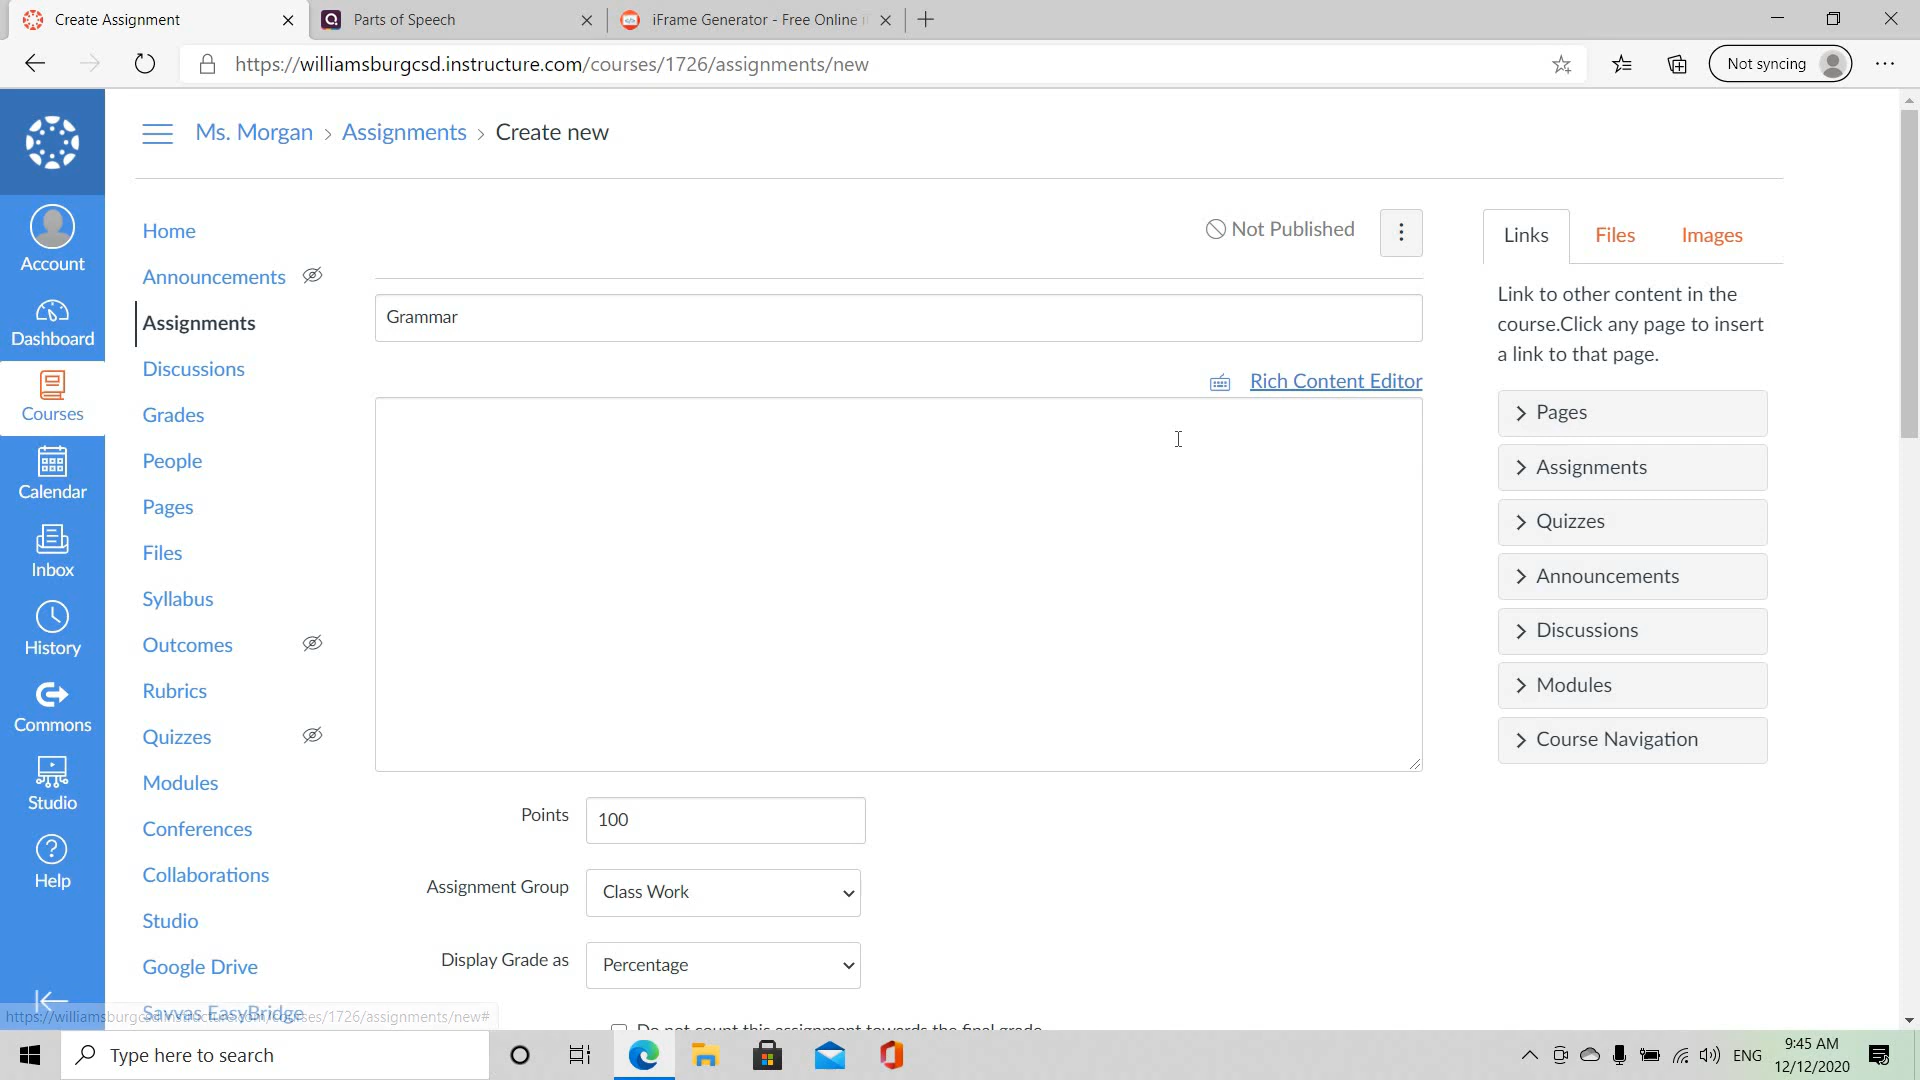 Create Assignment
Parts of Speech
iFrame Generator - Free Online i
https://williamsburgcsd.instructure.com/courses/1726/assignments/new
Not syncing
Ms. Morgan > Assignments > Create new
Account
Dashboard
Courses
Calendar
Inbox
History
Commons
Studio
Help
Home
Announcements
Assignments
Discussions
Grades
People
Pages
Files
Syllabus
Outcomes
Rubrics
Quizzes
Modules
Conferences
Collaborations
Studio
Google Drive
Savvas EasyBridge
Not Published
Grammar
Rich Content Editor
Points
100
Assignment Group
Class Work
Display Grade as
Percentage
Do not count this assignment towards the final grade
Links
Files
Images
Link to other content in the
course.Click any page to insert
a link to that page.
Pages
Assignments
Quizzes
Announcements
Discussions
Modules
Course Navigation
https://williamsburgcsd.instructure.com/courses/1726/assignments/new#
Type here to search
ENG
9:45 AM
12/12/2020